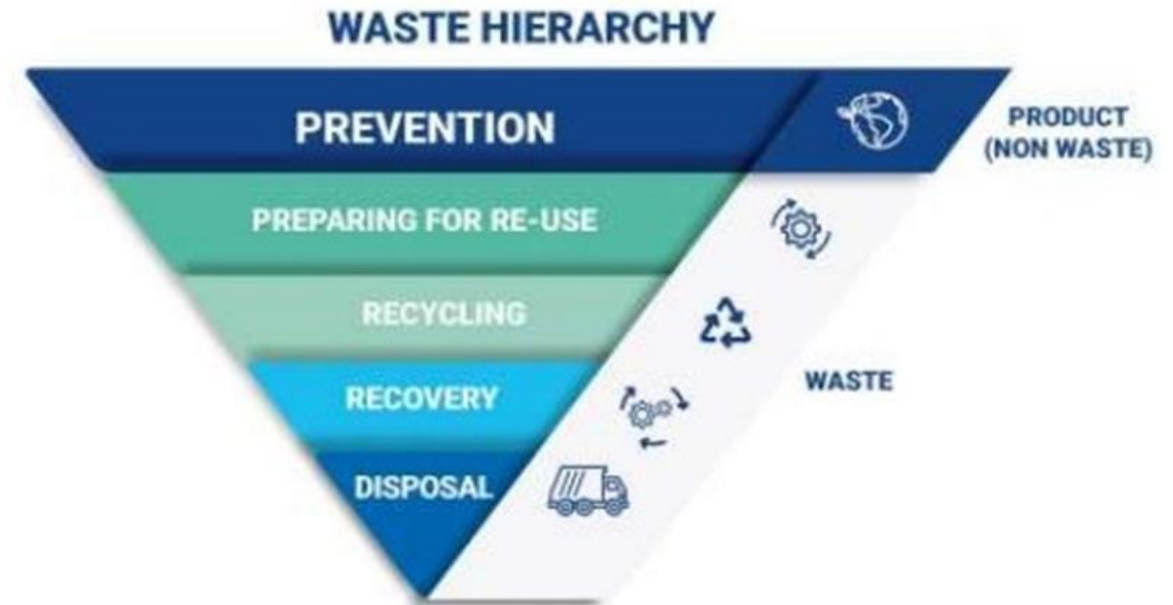 WASTE HIERARCHY
PREVENTION
PRODUCT
(NON WASTE)
PREPARING FOR RE-USE
RECYCLING
WASTE
RECOVERY
DISPOSAL